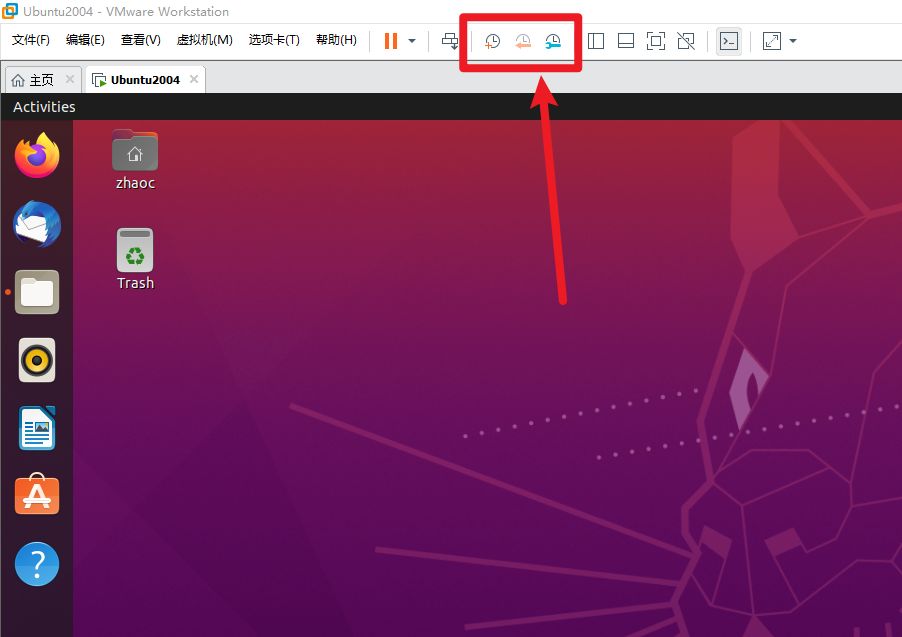 Ubuntu2004 - VMware Workstation
文件(F) 编辑(E) 查看(V) 虚拟机(M) 选项卡(T) 帮助(H)
主页 Ubuntu2004
Activities
zhaoc
Trash